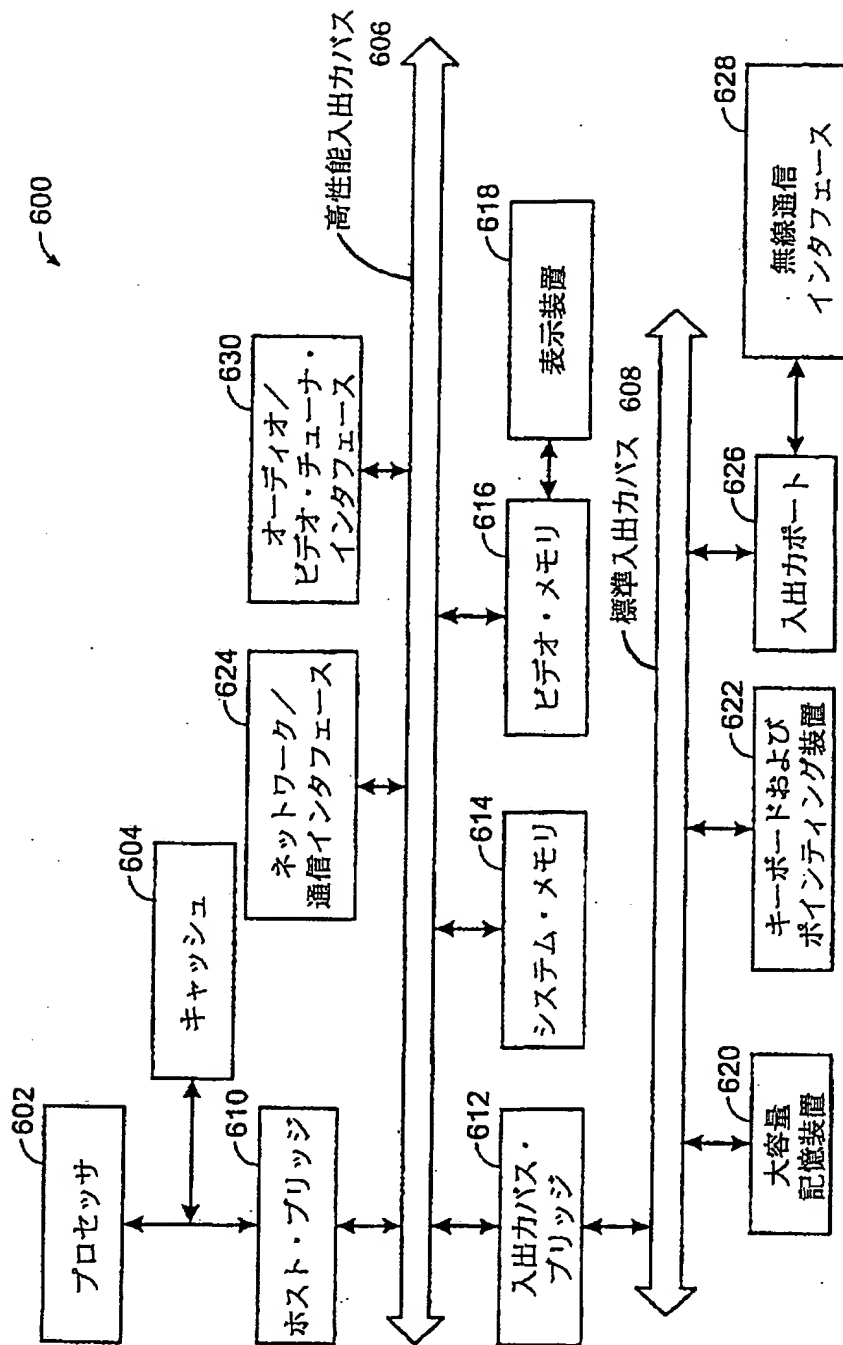 600
602
プロセッサ
604
キャッシュ
610
ホスト・ブリッジ
624
ネットワーク/
通信インタフェース
630
オーディオ/
ビデオ・チューナ・
インタフェース
高性能入出力バス
606
612
入出力バス・
ブリッジ
614
システム・メモリ
616
ビデオ・メモリ
618
表示装置
標準入出力バス 608
620
大容量
記憶装置
622
キーボードおよび
ポインティング装置
626
入出力ポート
628
無線通信
インタフェース